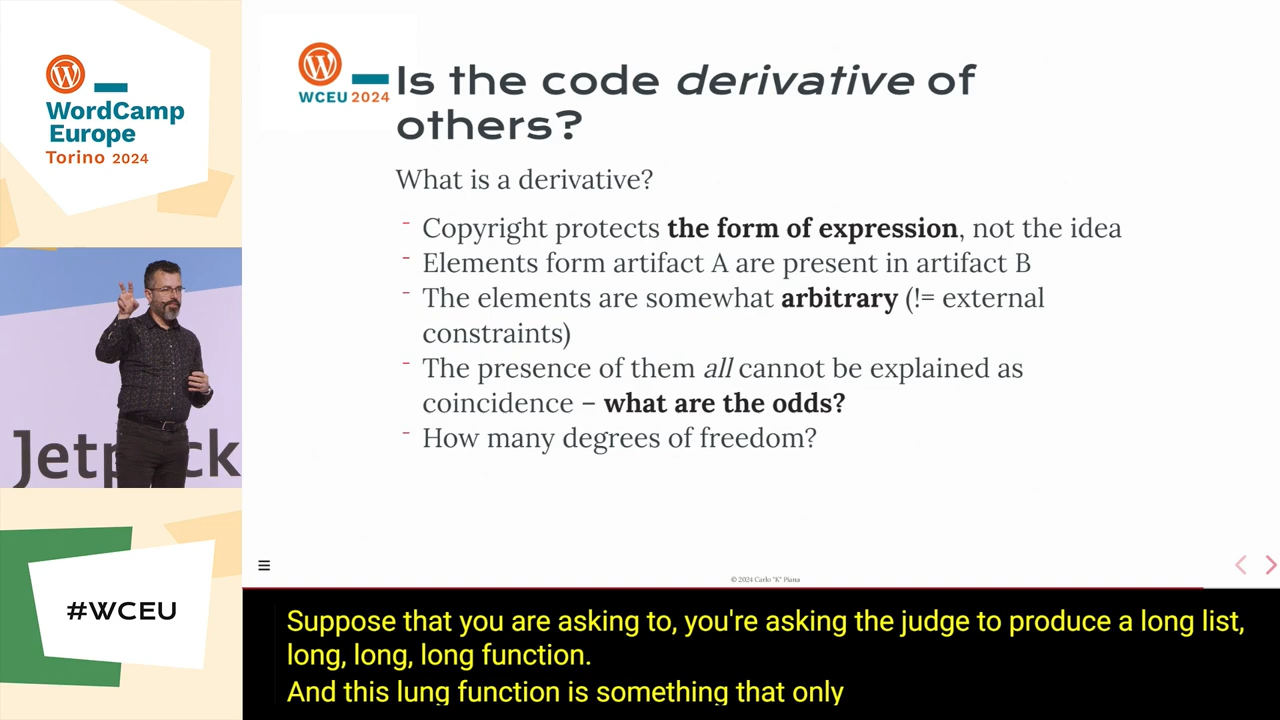 WordCamp
Europe
Torino 2024
WCEU 2024
Is the code derivative of
others?
What is a derivative?
- Copyright protects the form of expression, not the idea
- Elements form artifact A are present in artifact B
- The elements are somewhat arbitrary (!= external
constraints)
- The presence of them all cannot be explained as
coincidence – what are the odds?
- How many degrees of freedom?
© 2024 Carlo "K" Piana
Jetp ck
#WCEU
Suppose that you are asking to, you're asking the judge to produce a long list,
long, long, long function.
And this lung function is something that only